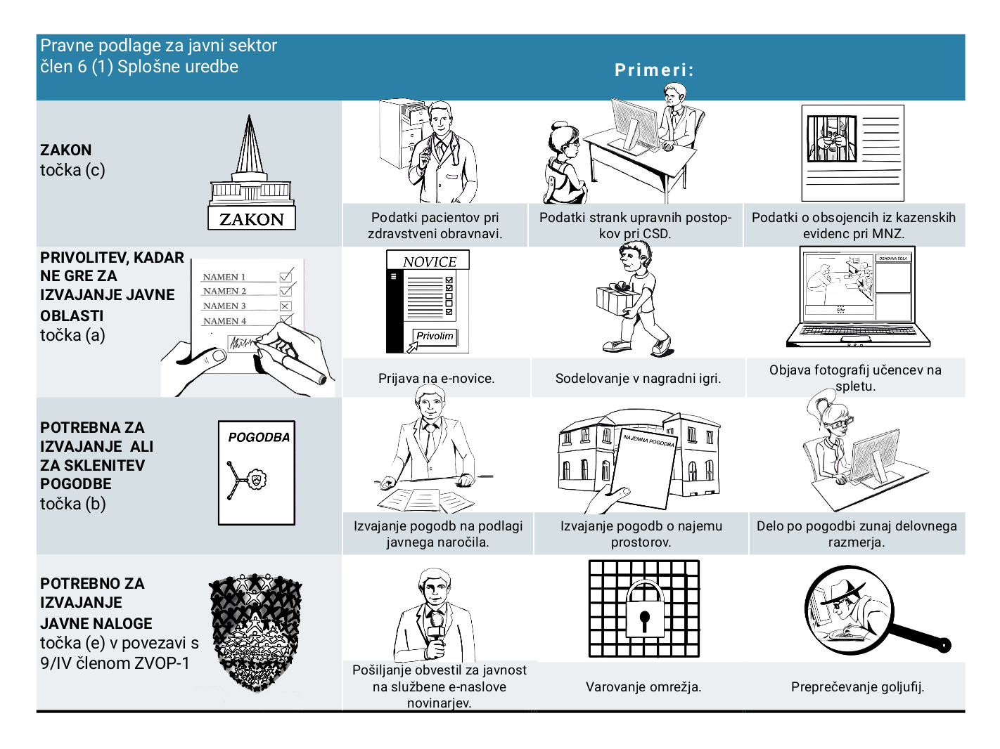 Pravne podlage za javni sektor
člen 6 (1) Splošne uredbe
Primeri:
ZAKON
točka (c)
ZAKON
Podatki pacientov pri
zdravstveni obravnavi.
Podatki strank upravnih postop-
kov pri CSD.
Podatki o obsojencih iz kazenskih
evidenc pri MNZ.
PRIVOLITEV, KADAR
NE GRE ZA
IZVAJANJE JAVNE
OBLASTI
točka (a)
NAMEN 1
NAMEN 2
NAMEN 3
NAMEN 4
NOVICE
Privolim
OSNOVNA ŠOLA
Prijava na e-novice.
Sodelovanje v nagradni igri.
Objava fotografij učencev na
spletu.
POTREBNA ZA
IZVAJANJE  ALI
ZA SKLENITEV
POGODBE
točka (b)
POGODBA
NAJEMNA POGODBA
Izvajanje pogodb na podlagi
javnega naročila.
Izvajanje pogodb o najemu
prostorov.
Delo po pogodbi zunaj delovnega
razmerja.
POTREBNO ZA
IZVAJANJE
JAVNE NALOGE
točka (e) v povezavi s
9/IV členom ZVOP-1
Pošiljanje obvestil za javnost
na službene e-naslove
novinarjev.
Varovanje omrežja.
Preprečevanje goljufij.